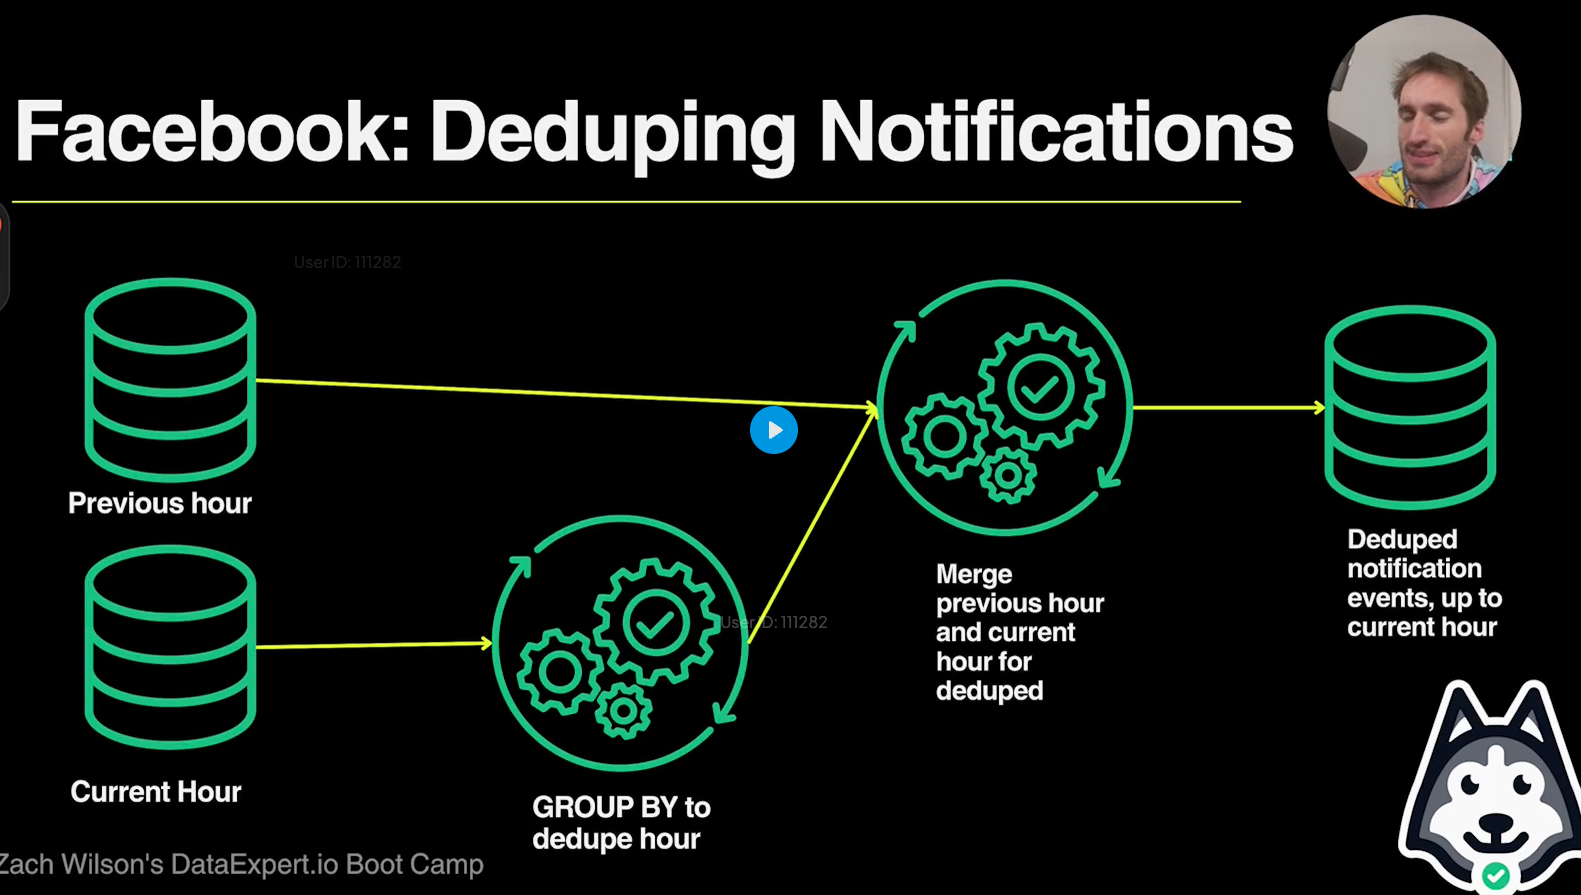 Facebook: Deduping Notifications
User ID: 111282
Previous hour
Current Hour
GROUP BY to
dedupe hour
User ID: 111282
Merge
previous hour
and current
hour for
deduped
Deduped
notification
events, up to
current hour
Zach Wilson's DataExpert.io Boot Camp